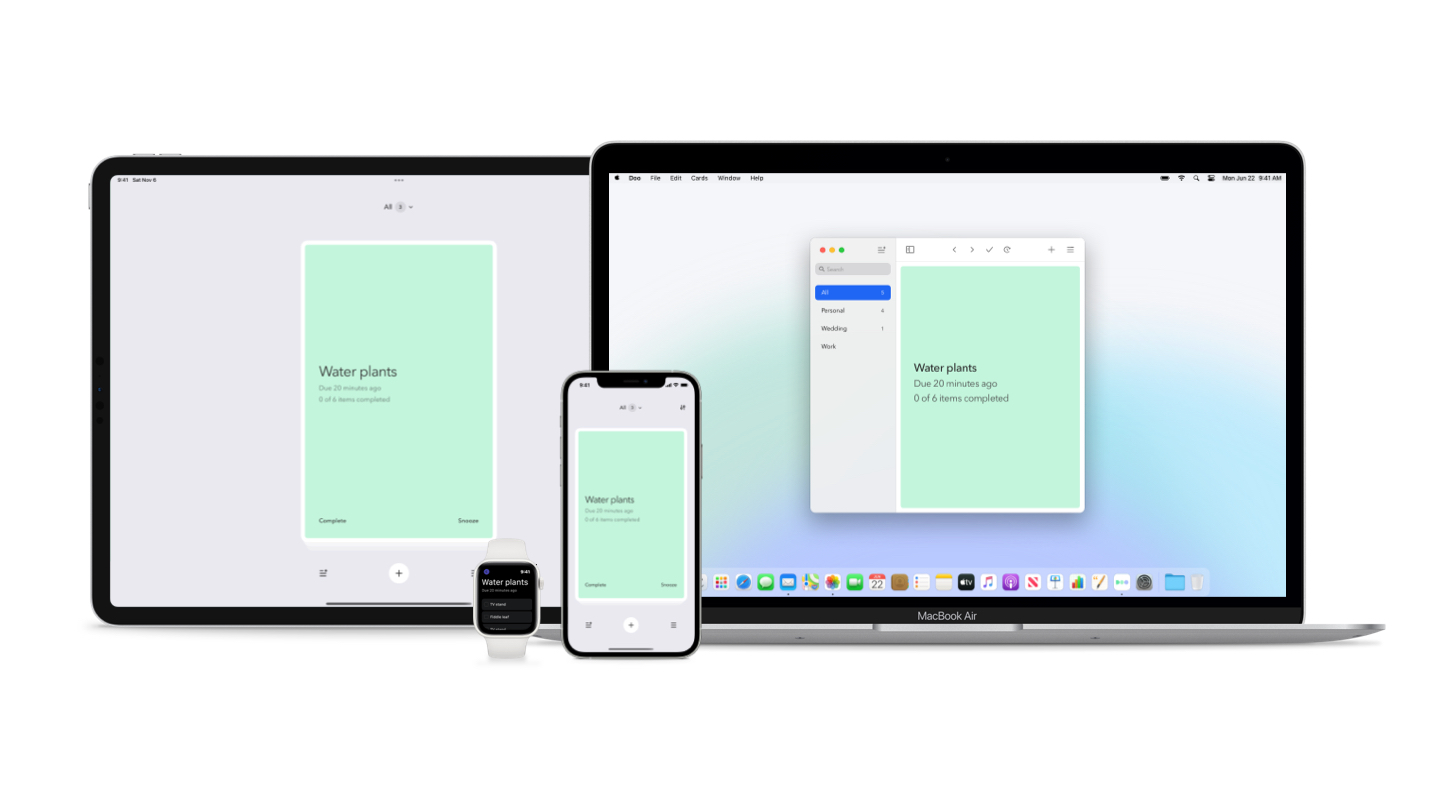 9:41 Sat Nov 6
All 3
Water plants
Due 20 minutes ago
0 of 6 items completed
Complete Snooze
9:41
Water plants
Due 20 minutes ago
TV stand
Fiddle leaf
9:41
All 3
Water plants
Due 20 minutes ago
0 of 6 items completed
Complete Snooze
Doo File Edit Cards Window Help
Mon Jun 22 9:41 AM
Search
All 5
Personal 4
Wedding 1
Work
Water plants
Due 20 minutes ago
0 of 6 items completed
22
tv
MacBook Air